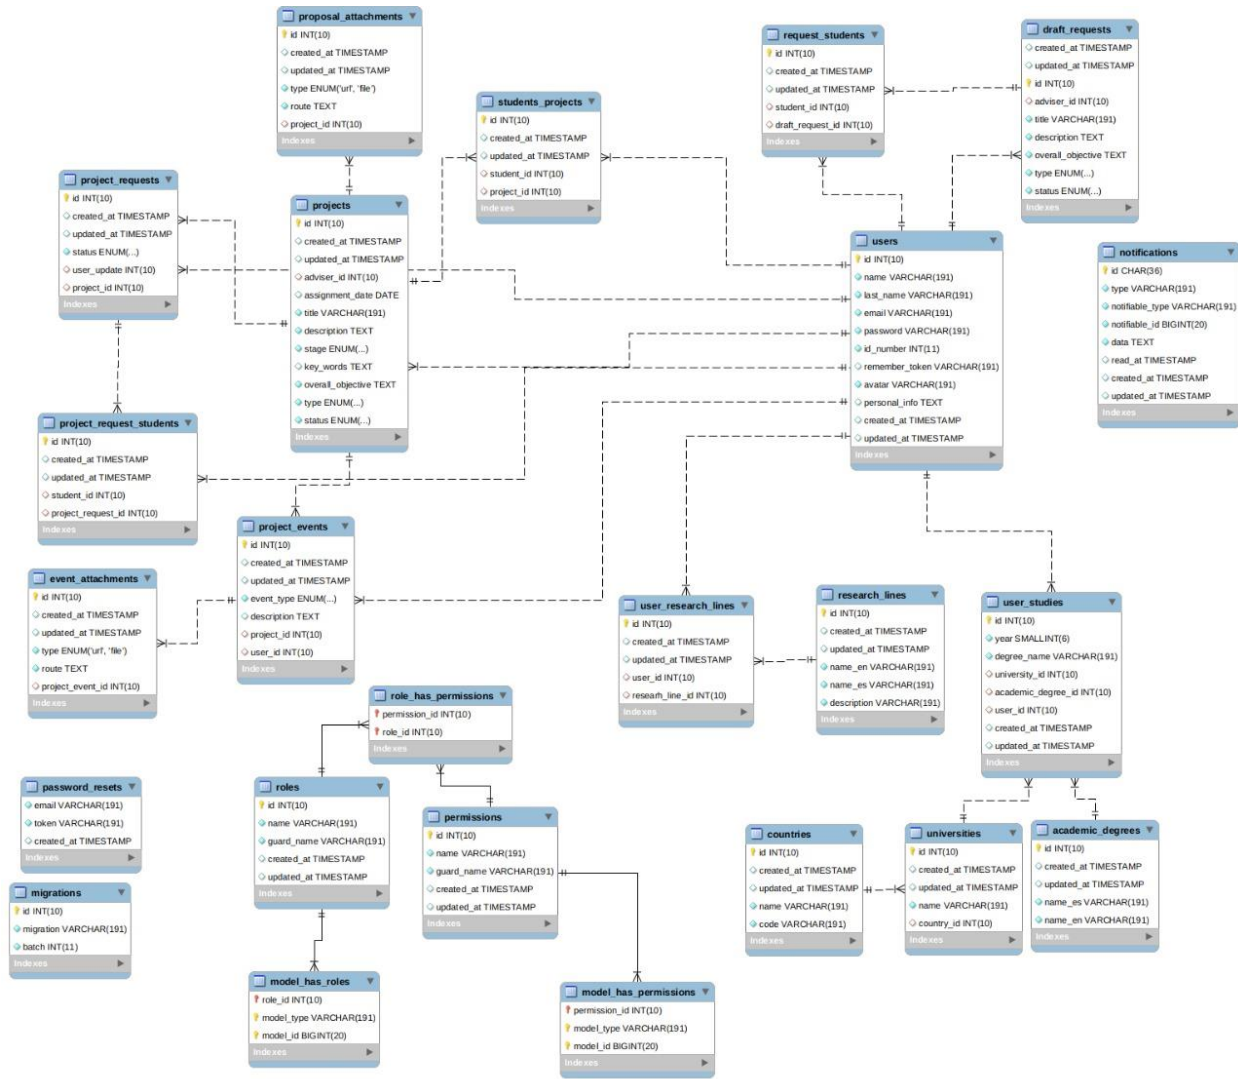 proposal_attachments
id INT(10)
created_at TIMESTAMP
updated_at TIMESTAMP
type ENUM('url', 'file')
route TEXT
project_id INT(10)
Indexes
request_students
id INT(10)
created_at TIMESTAMP
updated_at TIMESTAMP
student_id INT(10)
draft_request_id INT(10)
Indexes
draft_requests
created_at TIMESTAMP
updated_at TIMESTAMP
id INT(10)
adviser_id INT(10)
title VARCHAR(191)
description TEXT
overall_objective TEXT
type ENUM(...)
status ENUM(...)
Indexes
students_projects
id INT(10)
created_at TIMESTAMP
updated_at TIMESTAMP
student_id INT(10)
project_id INT(10)
Indexes
project_requests
id INT(10)
created_at TIMESTAMP
updated_at TIMESTAMP
status ENUM(...)
user_update INT(10)
project_id INT(10)
Indexes
projects
id INT(10)
created_at TIMESTAMP
updated_at TIMESTAMP
adviser_id INT(10)
assignment_date DATE
title VARCHAR(191)
description TEXT
stage ENUM(...)
key_words TEXT
overall_objective TEXT
type ENUM(...)
status ENUM(...)
Indexes
users
id INT(10)
name VARCHAR(191)
last_name VARCHAR(191)
email VARCHAR(191)
password VARCHAR(191)
id_number INT(11)
remember_token VARCHAR(191)
avatar VARCHAR(191)
personal_info TEXT
created_at TIMESTAMP
updated_at TIMESTAMP
Indexes
notifications
id CHAR(36)
type VARCHAR(191)
notifiable_type VARCHAR(191)
notifiable_id BIGINT(20)
data TEXT
read_at TIMESTAMP
created_at TIMESTAMP
updated_at TIMESTAMP
Indexes
project_request_students
id INT(10)
created_at TIMESTAMP
updated_at TIMESTAMP
student_id INT(10)
project_request_id INT(10)
Indexes
project_events
id INT(10)
created_at TIMESTAMP
updated_at TIMESTAMP
event_type ENUM(...)
description TEXT
project_id INT(10)
user_id INT(10)
Indexes
event_attachments
id INT(10)
created_at TIMESTAMP
updated_at TIMESTAMP
type ENUM('url', 'file')
route TEXT
project_event_id INT(10)
Indexes
user_research_lines
id INT(10)
created_at TIMESTAMP
updated_at TIMESTAMP
user_id INT(10)
researh_line_id INT(10)
Indexes
research_lines
id INT(10)
created_at TIMESTAMP
updated_at TIMESTAMP
name_en VARCHAR(191)
name_es VARCHAR(191)
description VARCHAR(191)
Indexes
user_studies
id INT(10)
year SMALLINT(6)
degree_name VARCHAR(191)
university_id INT(10)
academic_degree_id INT(10)
user_id INT(10)
created_at TIMESTAMP
updated_at TIMESTAMP
Indexes
role_has_permissions
permission_id INT(10)
role_id INT(10)
Indexes
password_resets
email VARCHAR(191)
token VARCHAR(191)
created_at TIMESTAMP
Indexes
roles
id INT(10)
name VARCHAR(191)
guard_name VARCHAR(191)
created_at TIMESTAMP
updated_at TIMESTAMP
Indexes
permissions
id INT(10)
name VARCHAR(191)
guard_name VARCHAR(191)
created_at TIMESTAMP
updated_at TIMESTAMP
Indexes
countries
id INT(10)
created_at TIMESTAMP
updated_at TIMESTAMP
name VARCHAR(191)
code VARCHAR(191)
Indexes
universities
id INT(10)
created_at TIMESTAMP
updated_at TIMESTAMP
name VARCHAR(191)
country_id INT(10)
Indexes
academic_degrees
id INT(10)
created_at TIMESTAMP
updated_at TIMESTAMP
name_es VARCHAR(191)
name_en VARCHAR(191)
Indexes
migrations
id INT(10)
migration VARCHAR(191)
batch INT(11)
Indexes
model_has_roles
role_id INT(10)
model_type VARCHAR(191)
model_id BIGINT(20)
Indexes
model_has_permissions
permission_id INT(10)
model_type VARCHAR(191)
model_id BIGINT(20)
Indexes